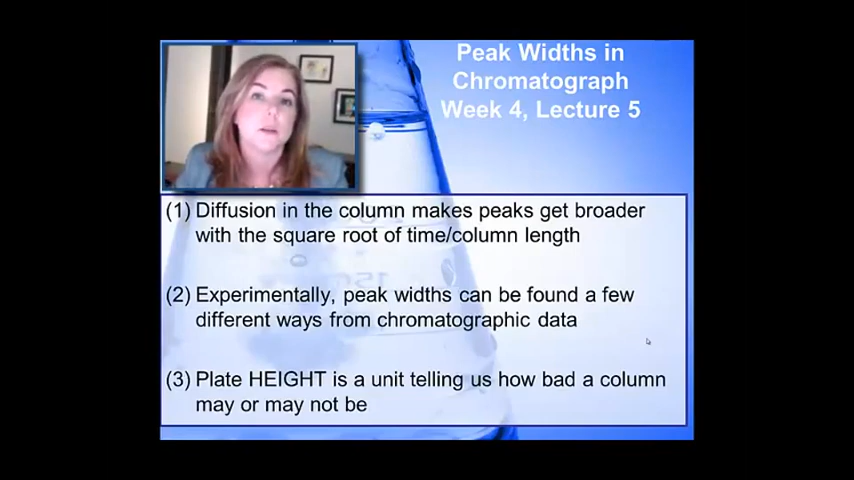 Peak Widths in
Chromatograph
Week 4, Lecture 5
(1) Diffusion in the column makes peaks get broader
with the square root of time/column length
(2) Experimentally, peak widths can be found a few
different ways from chromatographic data
(3) Plate HEIGHT is a unit telling us how bad a column
may or may not be